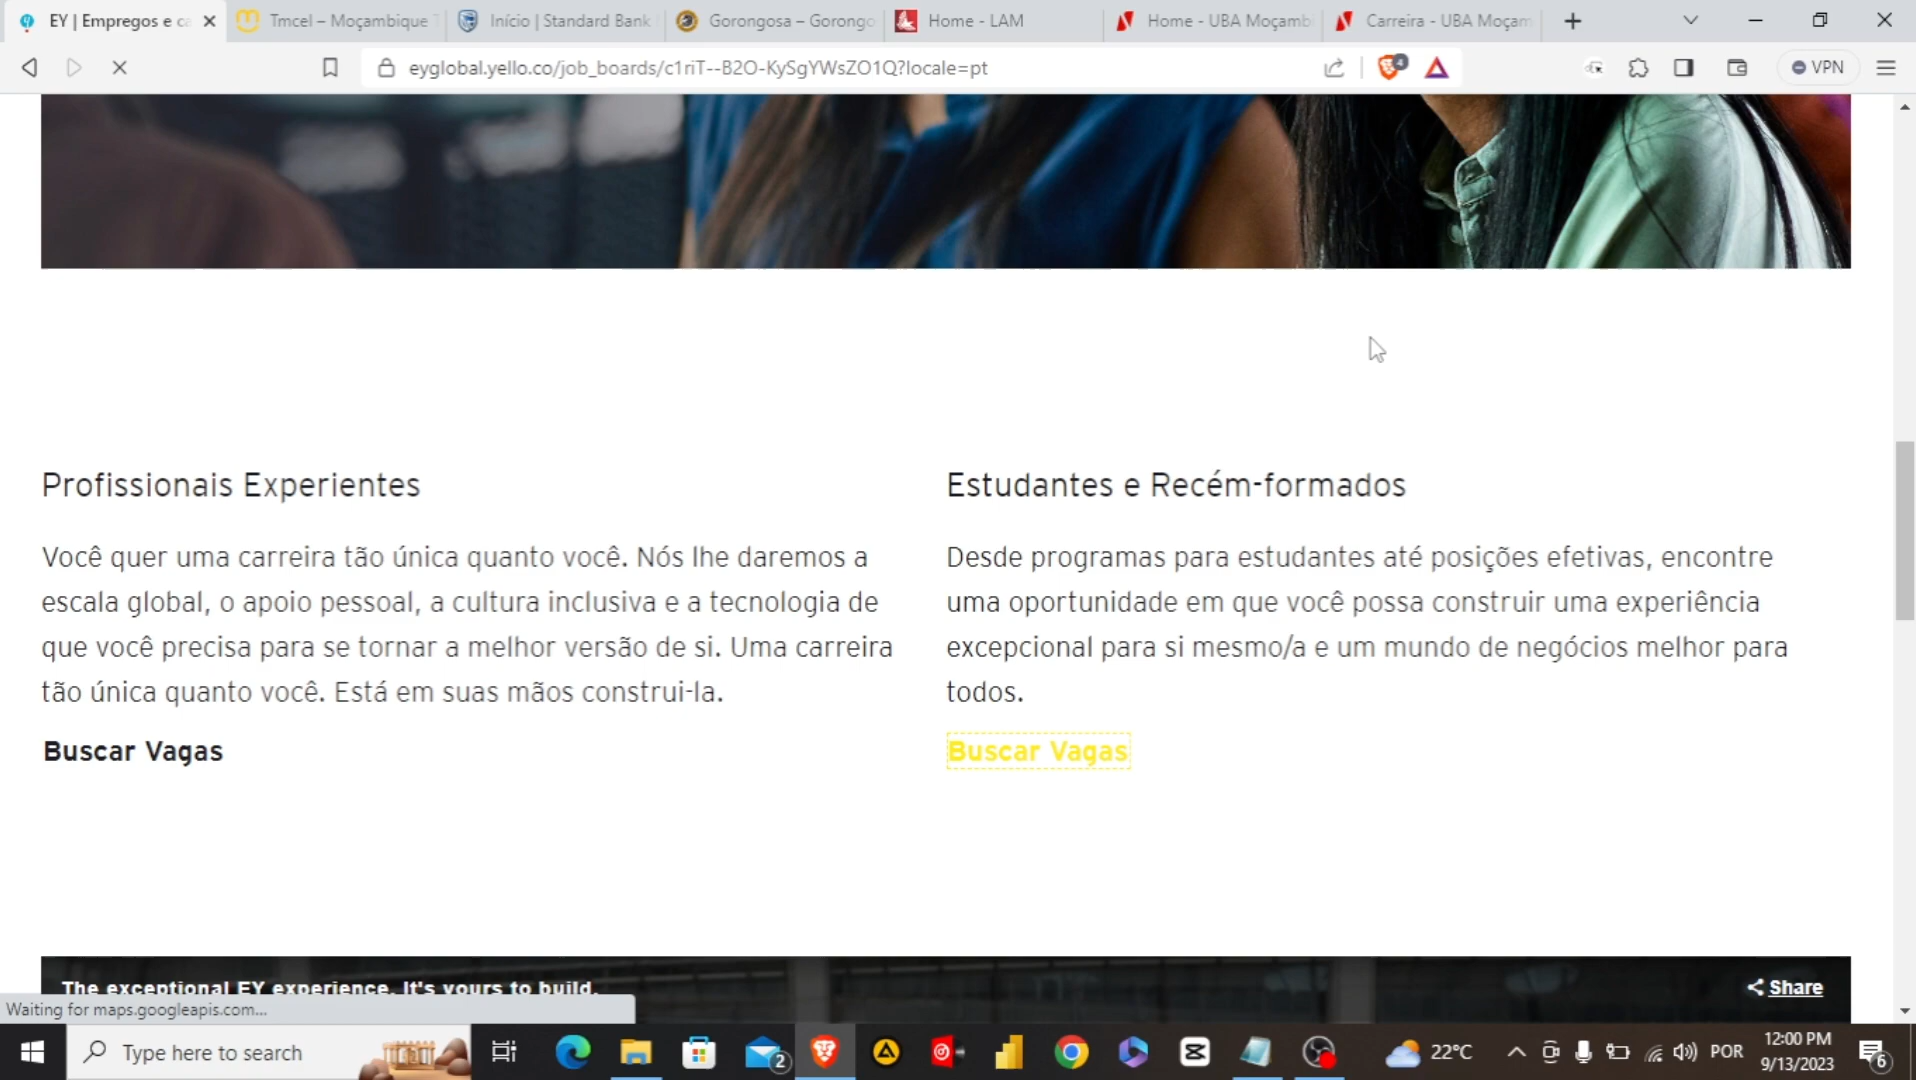 EY | Empregos e ca
Tmcel – Moçambique T
Início | Standard Bank
Gorongosa – Gorongo
Home - LAM
Home - UBA Moçambi
Carreira - UBA Moçam
eyglobal.yello.co/job_boards/c1riT--B2O-KySgYWsZO1Q?locale=pt
4
VPN
Profissionais Experientes
Você quer uma carreira tão única quanto você. Nós lhe daremos a
escala global, o apoio pessoal, a cultura inclusiva e a tecnologia de
que você precisa para se tornar a melhor versão de si. Uma carreira
tão única quanto você. Está em suas mãos construi-la.
Buscar Vagas
Estudantes e Recém-formados
Desde programas para estudantes até posições efetivas, encontre
uma oportunidade em que você possa construir uma experiência
excepcional para si mesmo/a e um mundo de negócios melhor para
todos.
Buscar Vagas
The exceptional EY experience. It's yours to build.
Share
Waiting for maps.googleapis.com...
Type here to search
2
22°C
POR
12:00 PM
9/13/2023
6